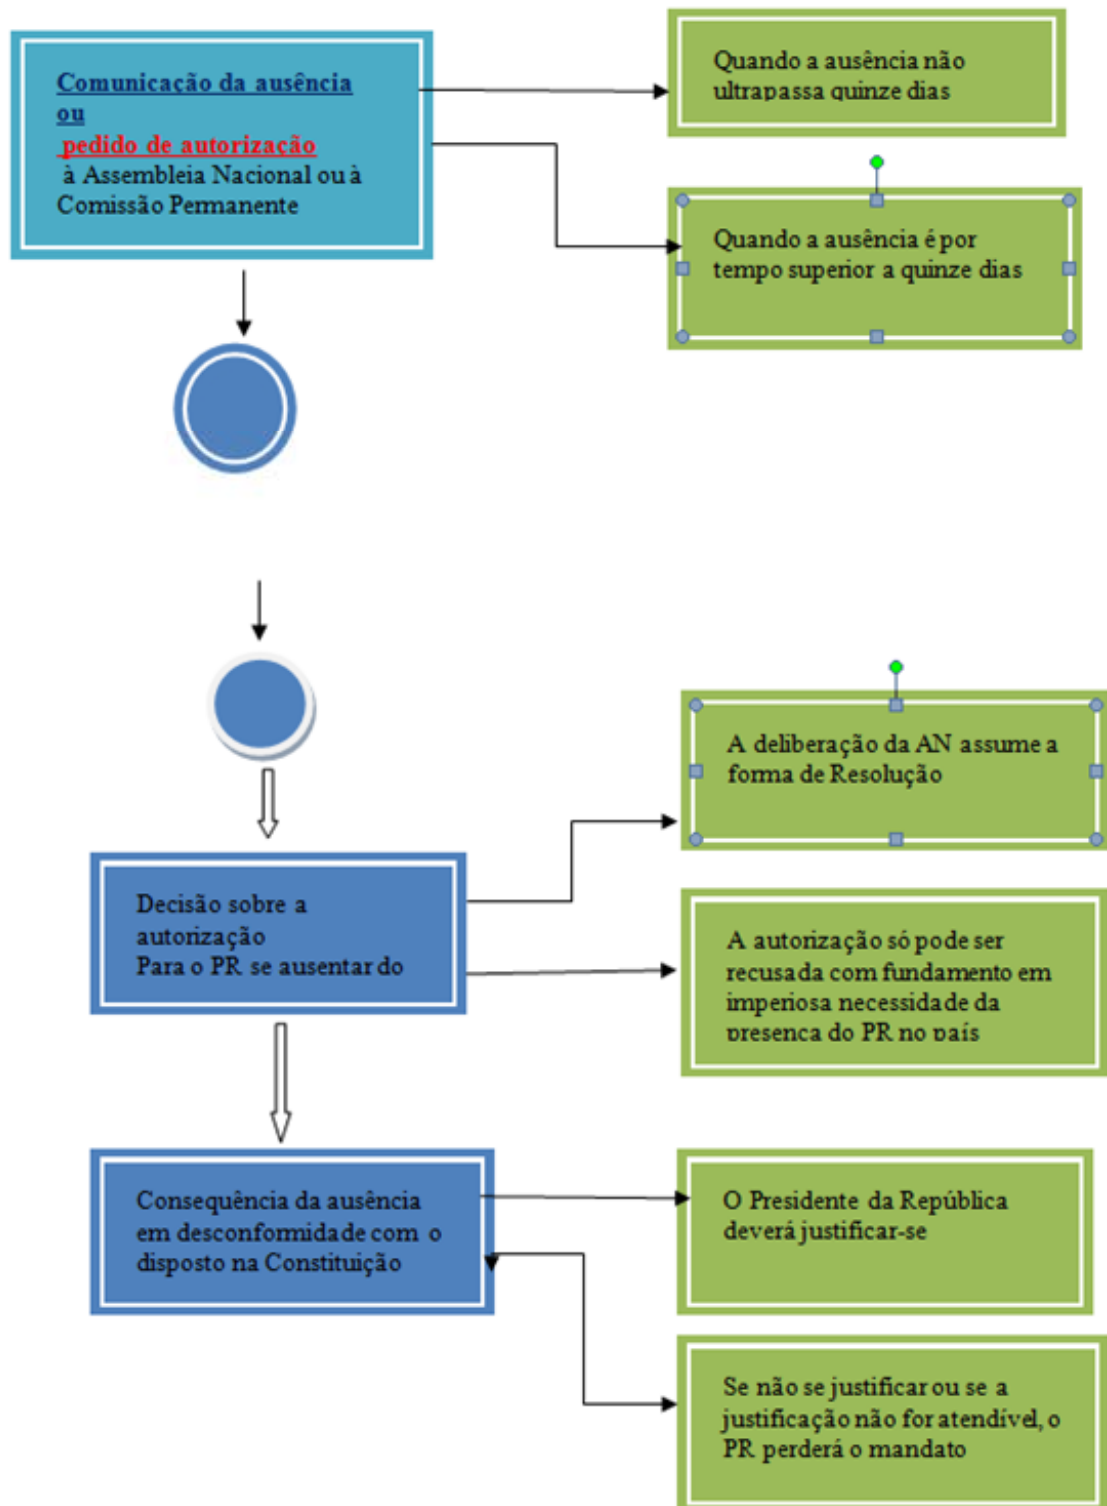 Comunicação da ausência
ou
pedido de autorização
à Assembleia Nacional ou à
Comissão Permanente
Quando a ausência não
ultrapassa quinze dias
Quando a ausência é por
tempo superior a quinze dias
A deliberação da AN assume a
forma de Resolução
Decisão sobre a
autorização
Para o PR se ausentar do
A autorização só pode ser
recusada com fundamento em
imperiosa necessidade da
presença do PR no país
Consequência da ausência
em desconformidade com o
disposto na Constituição
O Presidente da República
deverá justificar-se
Se não se justificar ou se a
justificação não for atendível, o
PR perderá o mandato